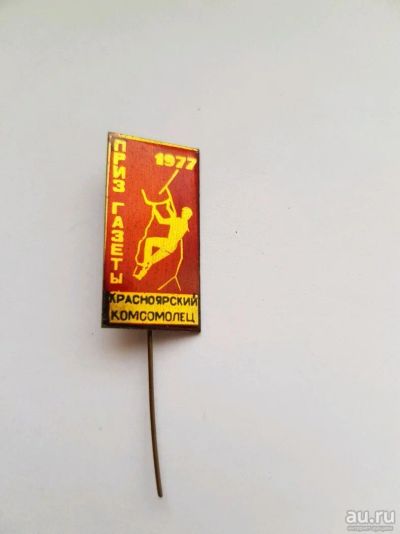 1977
ПРИЗ ГАЗЕТЫ
КРАСНОЯРСКИЙ
КОМСОМОЛЕЦ
au.ru